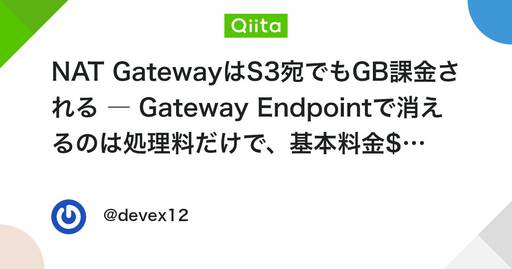 Qiita
NAT GatewayはS3宛でもGB課金さ
れる ― Gateway Endpointで消え
るのは処理料だけで、基本料金$…
@devex12